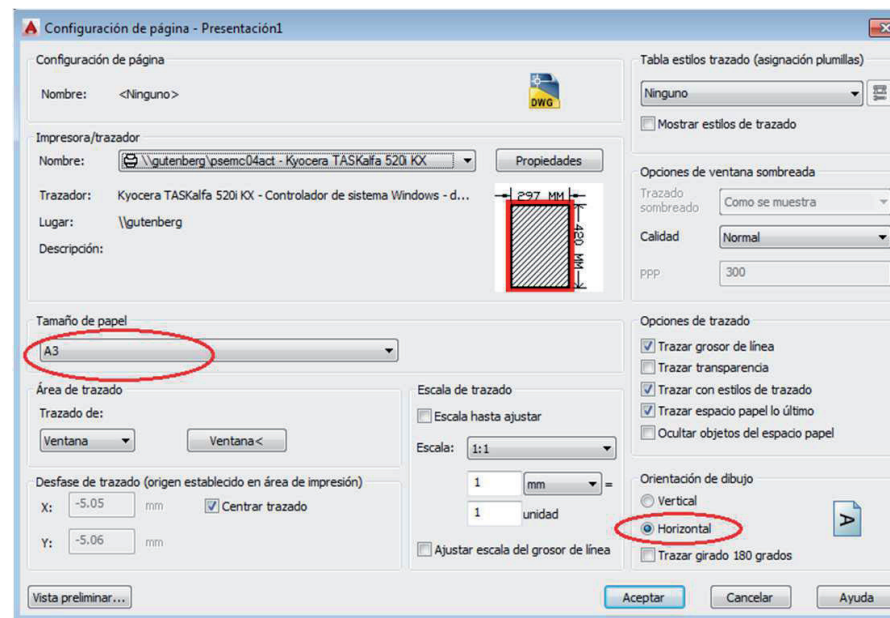 Configuración de página - Presentación1
Configuración de página
Nombre: <Ninguno>
DWG
Impresora/trazador
Nombre: \\gutenberg\psemc04act - Kyocera TASKalfa 520i KX
Propiedades
Trazador: Kyocera TASKalfa 520i KX - Controlador de sistema Windows - d...
Lugar: \\gutenberg
Descripción:
297 MM
420 MM
Tamaño de papel
A3
Área de trazado
Trazado de:
Ventana
Ventana<
Desfase de trazado (origen establecido en área de impresión)
X: -5.05 mm
Centrar trazado
Y: -5.06 mm
Escala de trazado
Escala hasta ajustar
Escala: 1:1
1 mm =
1 unidad
Ajustar escala del grosor de línea
Tabla estilos trazado (asignación plumillas)
Ninguno
Mostrar estilos de trazado
Opciones de ventana sombreada
Trazado
sombreado Como se muestra
Calidad Normal
PPP 300
Opciones de trazado
Trazar grosor de línea
Trazar transparencia
Trazar con estilos de trazado
Trazar espacio papel lo último
Ocultar objetos del espacio papel
Orientación de dibujo
Vertical
Horizontal
A
Trazar girado 180 grados
Vista preliminar...
Aceptar
Cancelar
Ayuda